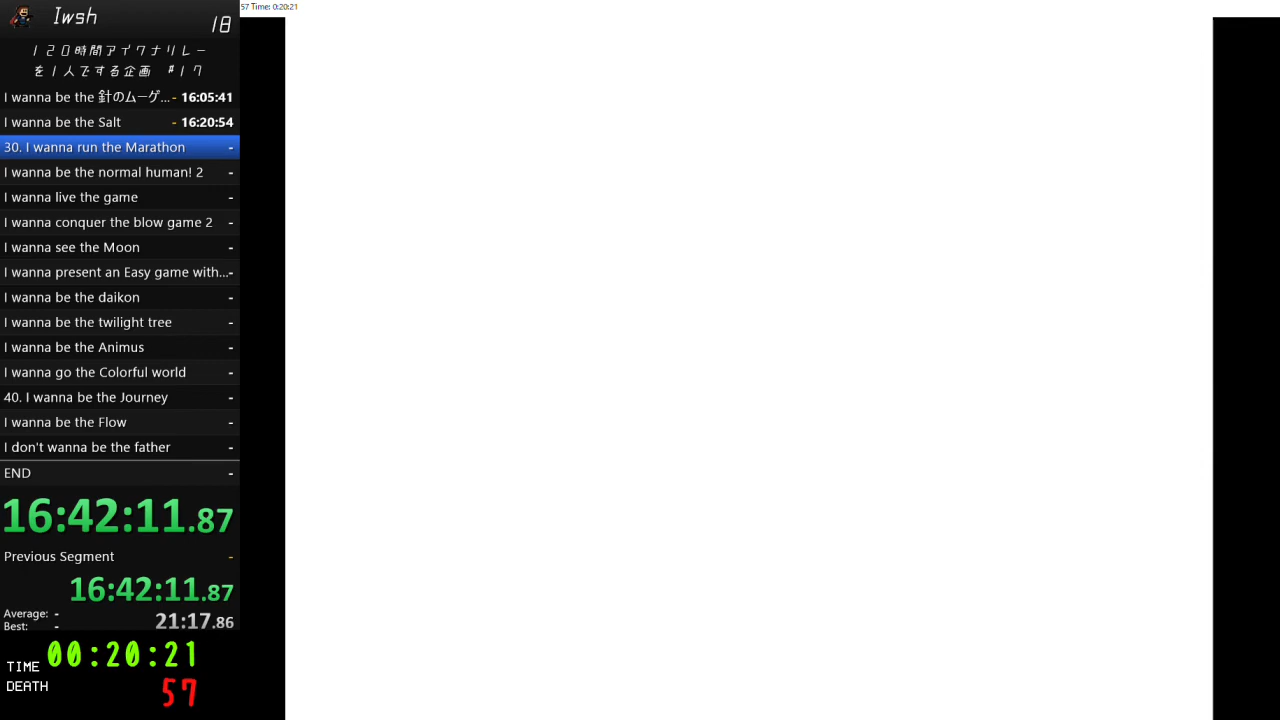 Iwsh
18
120時間アイワナリレー
を1人でする企画 #17
I wanna be the 針のムーゲ... - 16:05:41
I wanna be the Salt - 16:20:54
30. I wanna run the Marathon -
I wanna be the normal human! 2 -
I wanna live the game -
I wanna conquer the blow game 2 -
I wanna see the Moon -
I wanna present an Easy game with... -
I wanna be the daikon -
I wanna be the twilight tree -
I wanna be the Animus -
I wanna go the Colorful world -
40. I wanna be the Journey -
I wanna be the Flow -
I don't wanna be the father -
END -
16:42:11.87
Previous Segment -
16:42:11.87
Average: -
Best: -
21:17.86
TIME 00:20:21
DEATH 57
57 Time: 0:20:21